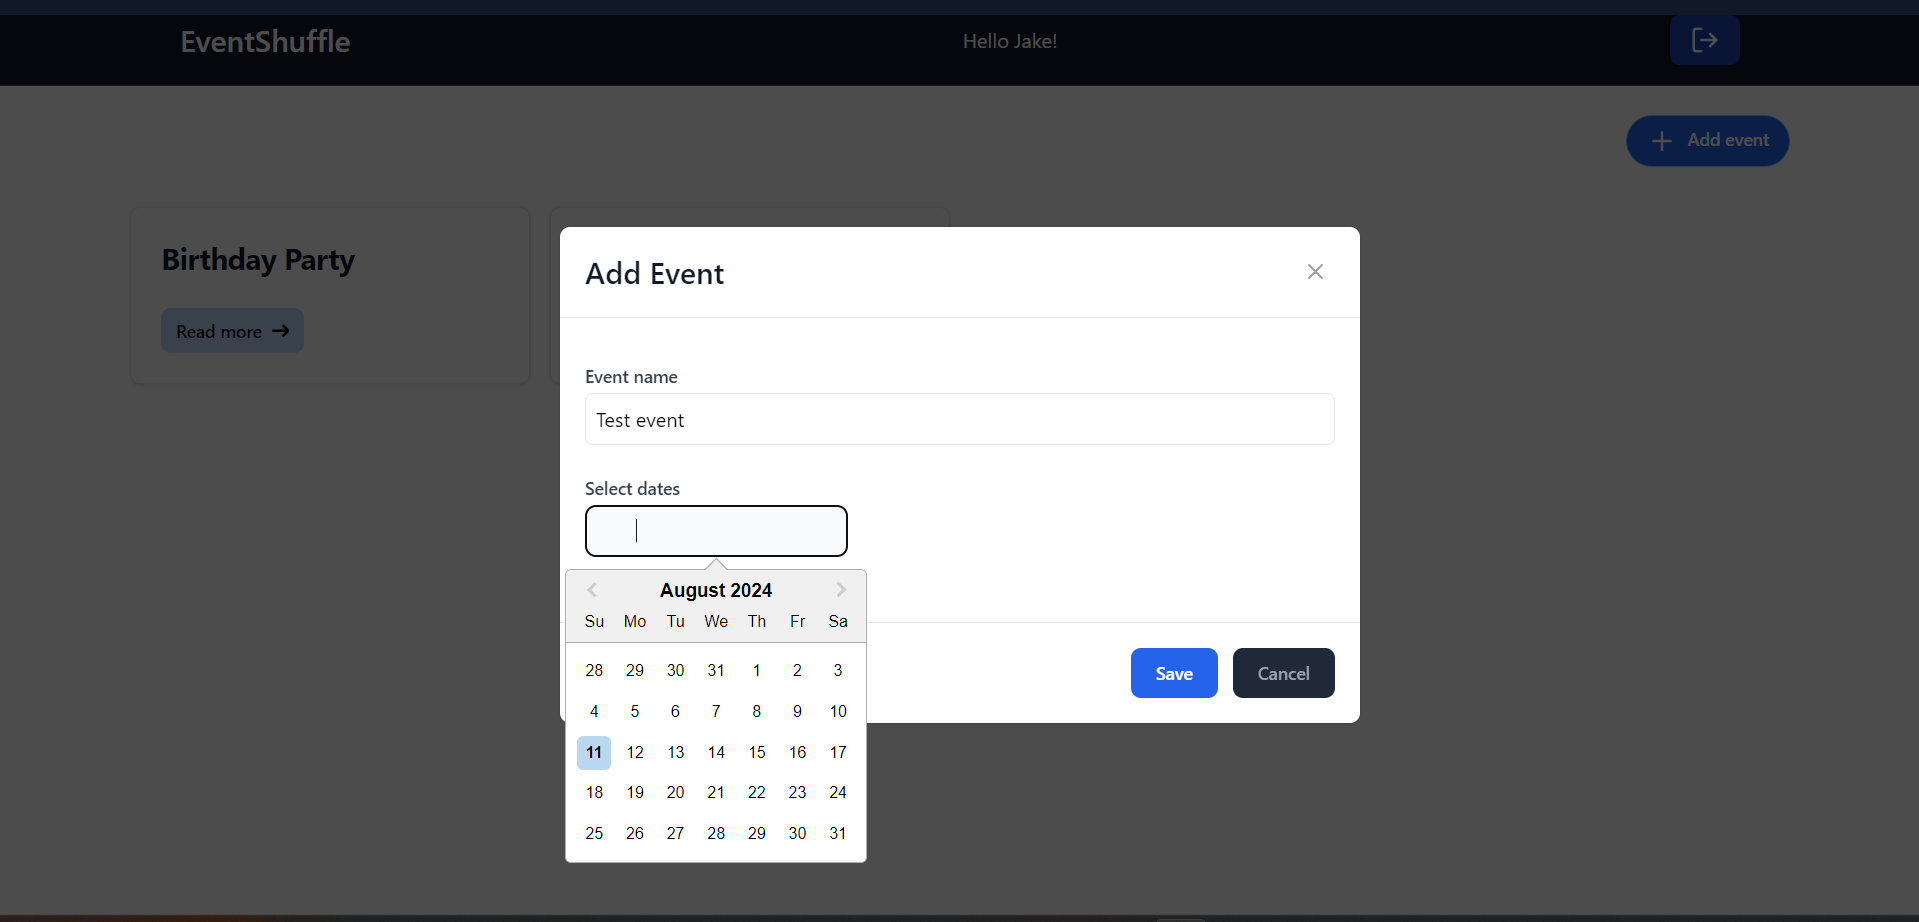 EventShuffle
Hello Jake!
Add event
Birthday Party
Read more
Add Event
Event name
Test event
Select dates
August 2024
Su Mo Tu We Th Fr Sa
28 29 30 31 1 2 3
4 5 6 7 8 9 10
11 12 13 14 15 16 17
18 19 20 21 22 23 24
25 26 27 28 29 30 31
Save Cancel